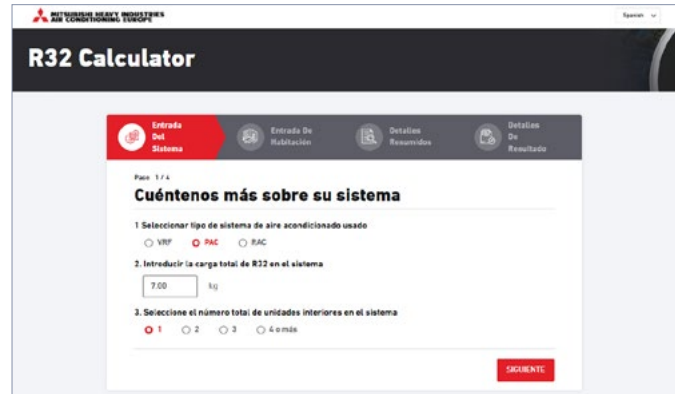 MITSUBISHI HEAVY INDUSTRIES
AIR CONDITIONING EUROPE
Spanish
R32 Calculator
Entrada
Del
Sistema
Entrada De
Habitación
Detalles
Resumidos
Detalles
De
Resultado
Paso 1/4
Cuéntenos más sobre su sistema
1 Seleccionar tipo de sistema de aire acondicionado usado
VRF PAC RAC
2. Introducir la carga total de R32 en el sistema
7.00 kg
3. Seleccione el número total de unidades interiores en el sistema
1 2 3 4 o más
SIGUIENTE